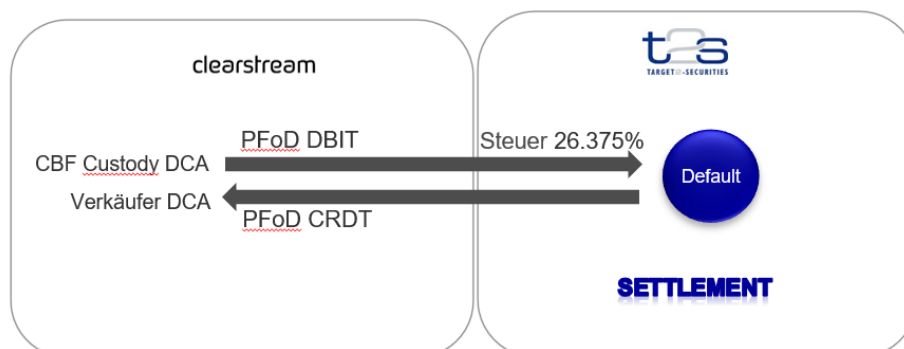 clearstream
t2s
TARGET2-SECURITIES
PFoD DBIT
Steuer 26.375%
CBF Custody DCA
Default
Verkäufer DCA
PFoD CRDT
SETTLEMENT